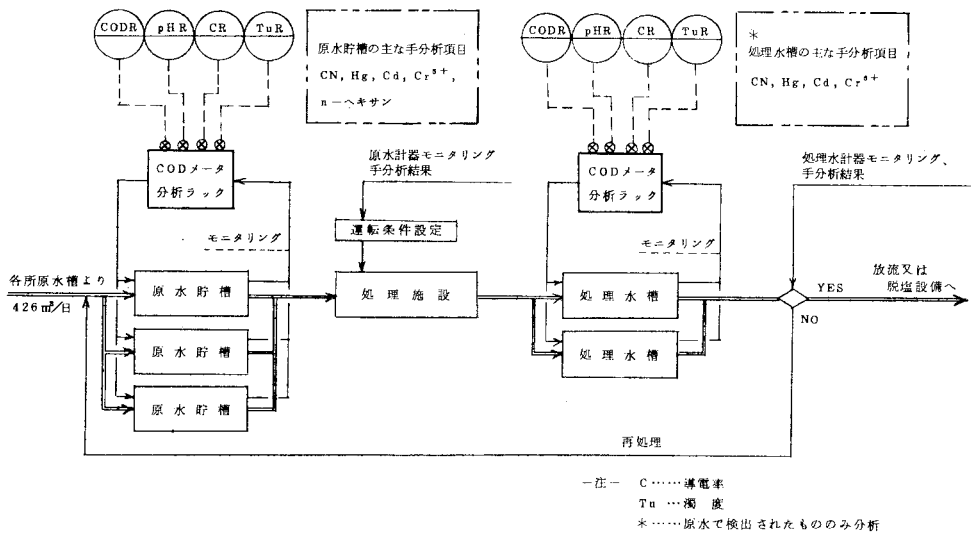 CODR pHR CR TuR
原水貯槽の主な手分析項目
CN, Hg, Cd, Cr⁶⁺,
n－ヘキサン
CODR pHR CR TuR
＊
処理水槽の主な手分析項目
CN, Hg, Cd, Cr⁶⁺
CODメータ
分析ラック
原水計器モニタリング
手分析結果
CODメータ
分析ラック
処理水計器モニタリング、
手分析結果
モニタリング
運転条件設定
モニタリング
各所原水槽より
426m³/日
原水貯槽
処理施設
処理水槽
YES
放流又は
脱塩設備へ
NO
原水貯槽
処理水槽
原水貯槽
再処理
－注－ C……導電率
Tu…濁度
＊……原水で検出されたもののみ分析